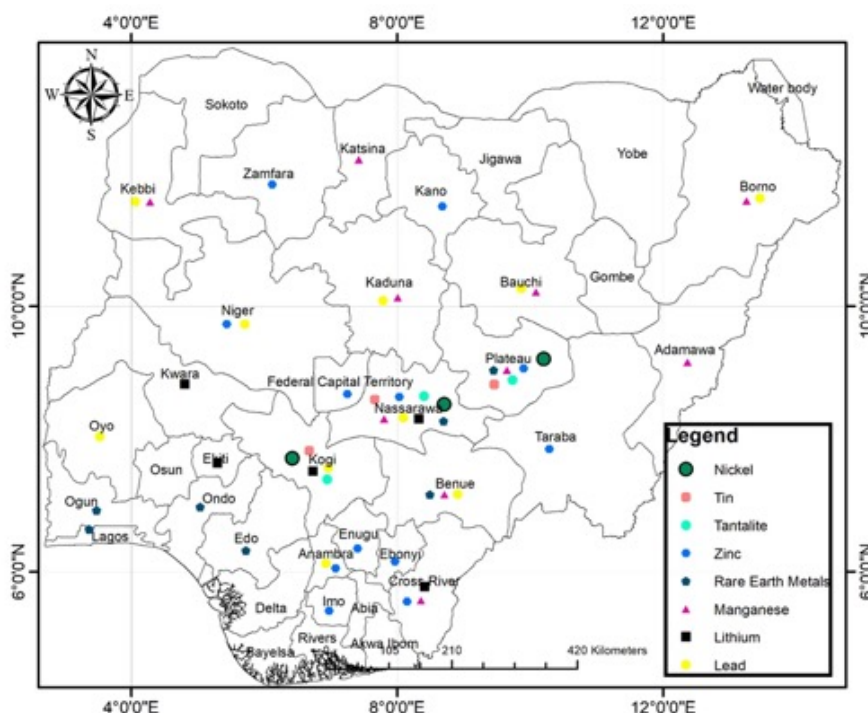 4°0'0"E 8°0'0"E 12°0'0"E
N
W E
S
Water body
Sokoto
Katsina
Yobe
Jigawa
Zamfara
Kebbi
Kano
Borno
Kaduna
Bauchi
Gombe
10°0'0"N
10°0'0"N
Niger
Plateau
Adamawa
Kwara
Federal Capital Territory
Nassarawa
Oyo
Taraba
Osun
Ekiti
Kogi
Benue
Ogun
Ondo
Lagos
Edo
Enugu
Anambra
Ebonyi
6°0'0"N
6°0'0"N
Cross River
Delta
Imo
Abia
Rivers
Akwa Ibom
Bayelsa
0 105 210 420 Kilometers
Legend
Nickel
Tin
Tantalite
Zinc
Rare Earth Metals
Manganese
Lithium
Lead
4°0'0"E 8°0'0"E 12°0'0"E